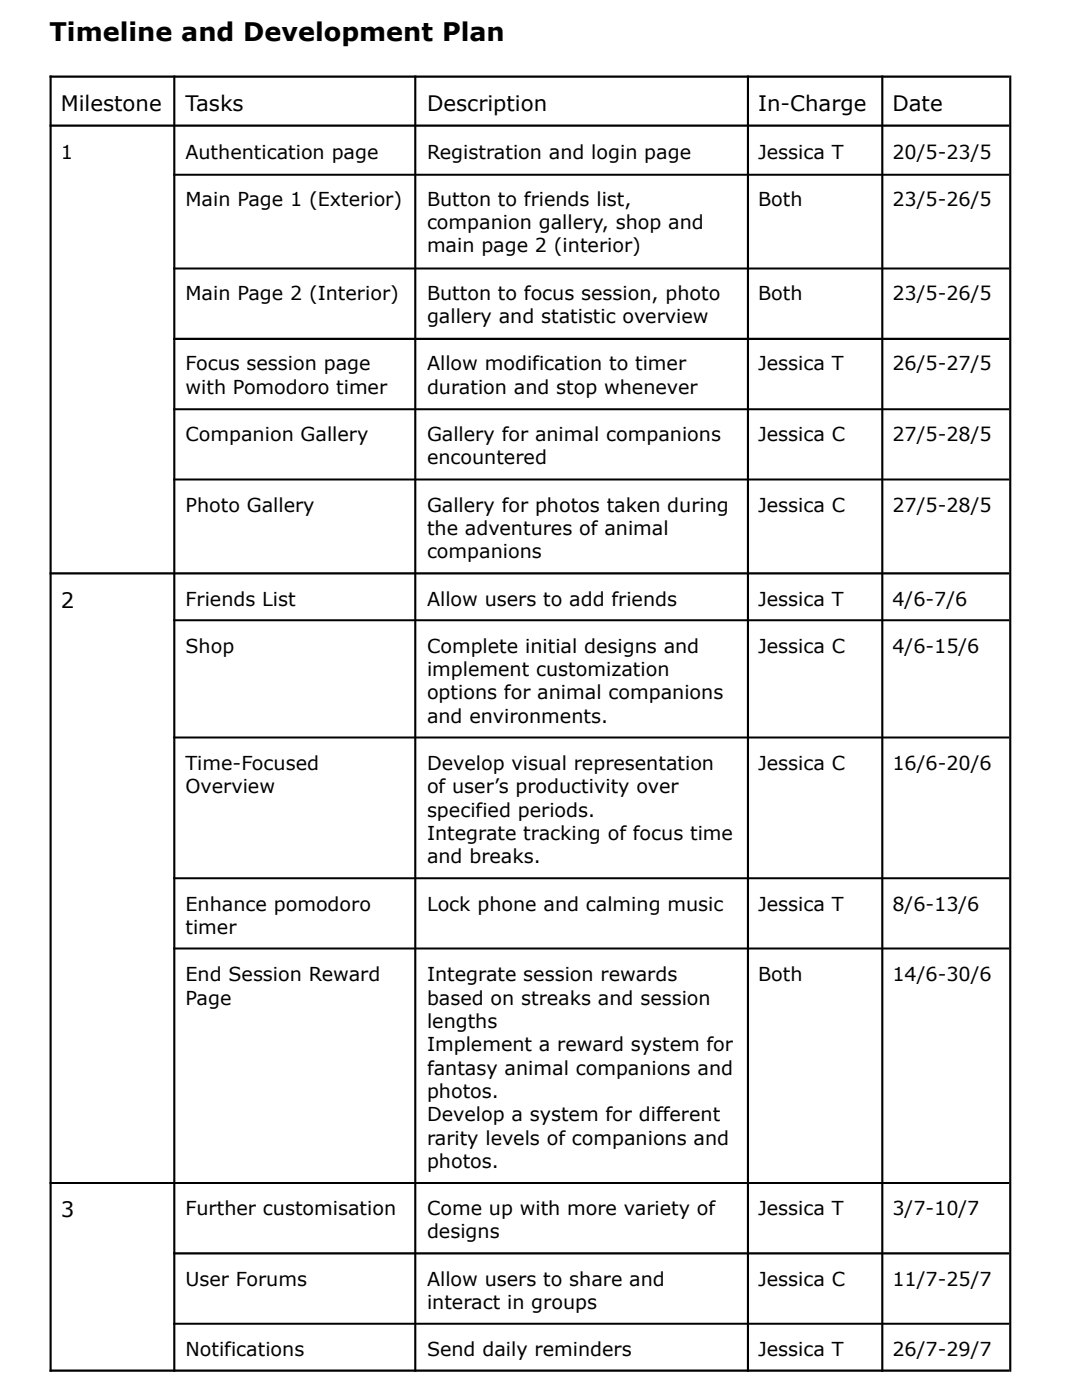 Timeline and Development Plan
Milestone Tasks Description In-Charge Date
1 Authentication page Registration and login page Jessica T 20/5-23/5
Main Page 1 (Exterior) Button to friends list, Both 23/5-26/5
companion gallery, shop and
main page 2 (interior)
Main Page 2 (Interior) Button to focus session, photo Both 23/5-26/5
gallery and statistic overview
Focus session page Allow modification to timer Jessica T 26/5-27/5
with Pomodoro timer duration and stop whenever
Companion Gallery Gallery for animal companions Jessica C 27/5-28/5
encountered
Photo Gallery Gallery for photos taken during Jessica C 27/5-28/5
the adventures of animal
companions
2 Friends List Allow users to add friends Jessica T 4/6-7/6
Shop Complete initial designs and Jessica C 4/6-15/6
implement customization
options for animal companions
and environments.
Time-Focused Develop visual representation Jessica C 16/6-20/6
Overview of user’s productivity over
specified periods.
Integrate tracking of focus time
and breaks.
Enhance pomodoro Lock phone and calming music Jessica T 8/6-13/6
timer
End Session Reward Integrate session rewards Both 14/6-30/6
Page based on streaks and session
lengths
Implement a reward system for
fantasy animal companions and
photos.
Develop a system for different
rarity levels of companions and
photos.
3 Further customisation Come up with more variety of Jessica T 3/7-10/7
designs
User Forums Allow users to share and Jessica C 11/7-25/7
interact in groups
Notifications Send daily reminders Jessica T 26/7-29/7